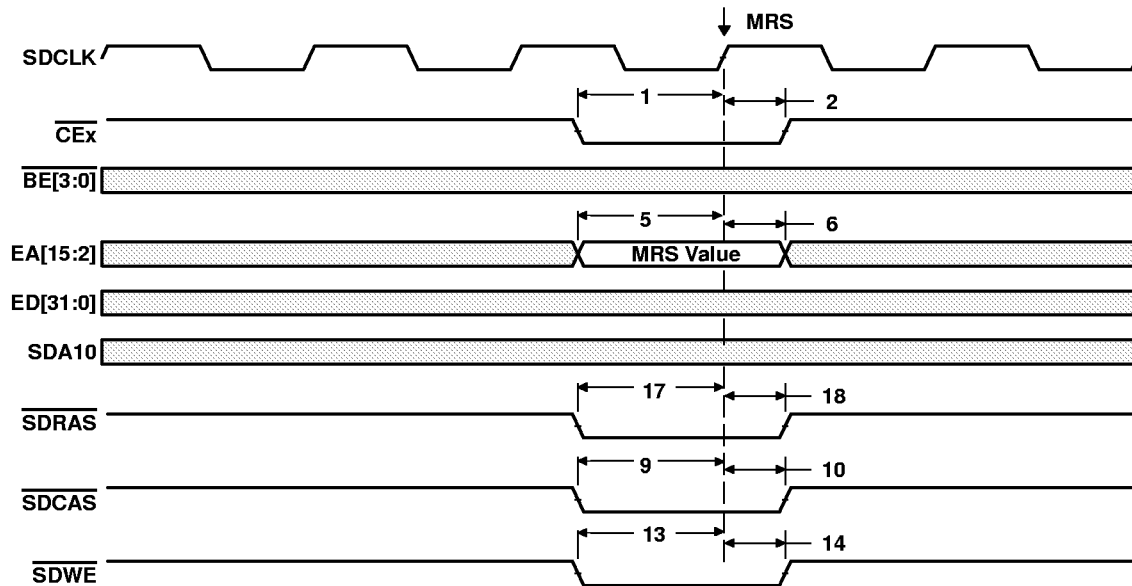 MRS
SDCLK
1 2
CEx
BE[3:0]
5 6
EA[15:2] MRS Value
ED[31:0]
SDA10
17 18
SDRAS
9 10
SDCAS
13 14
SDWE